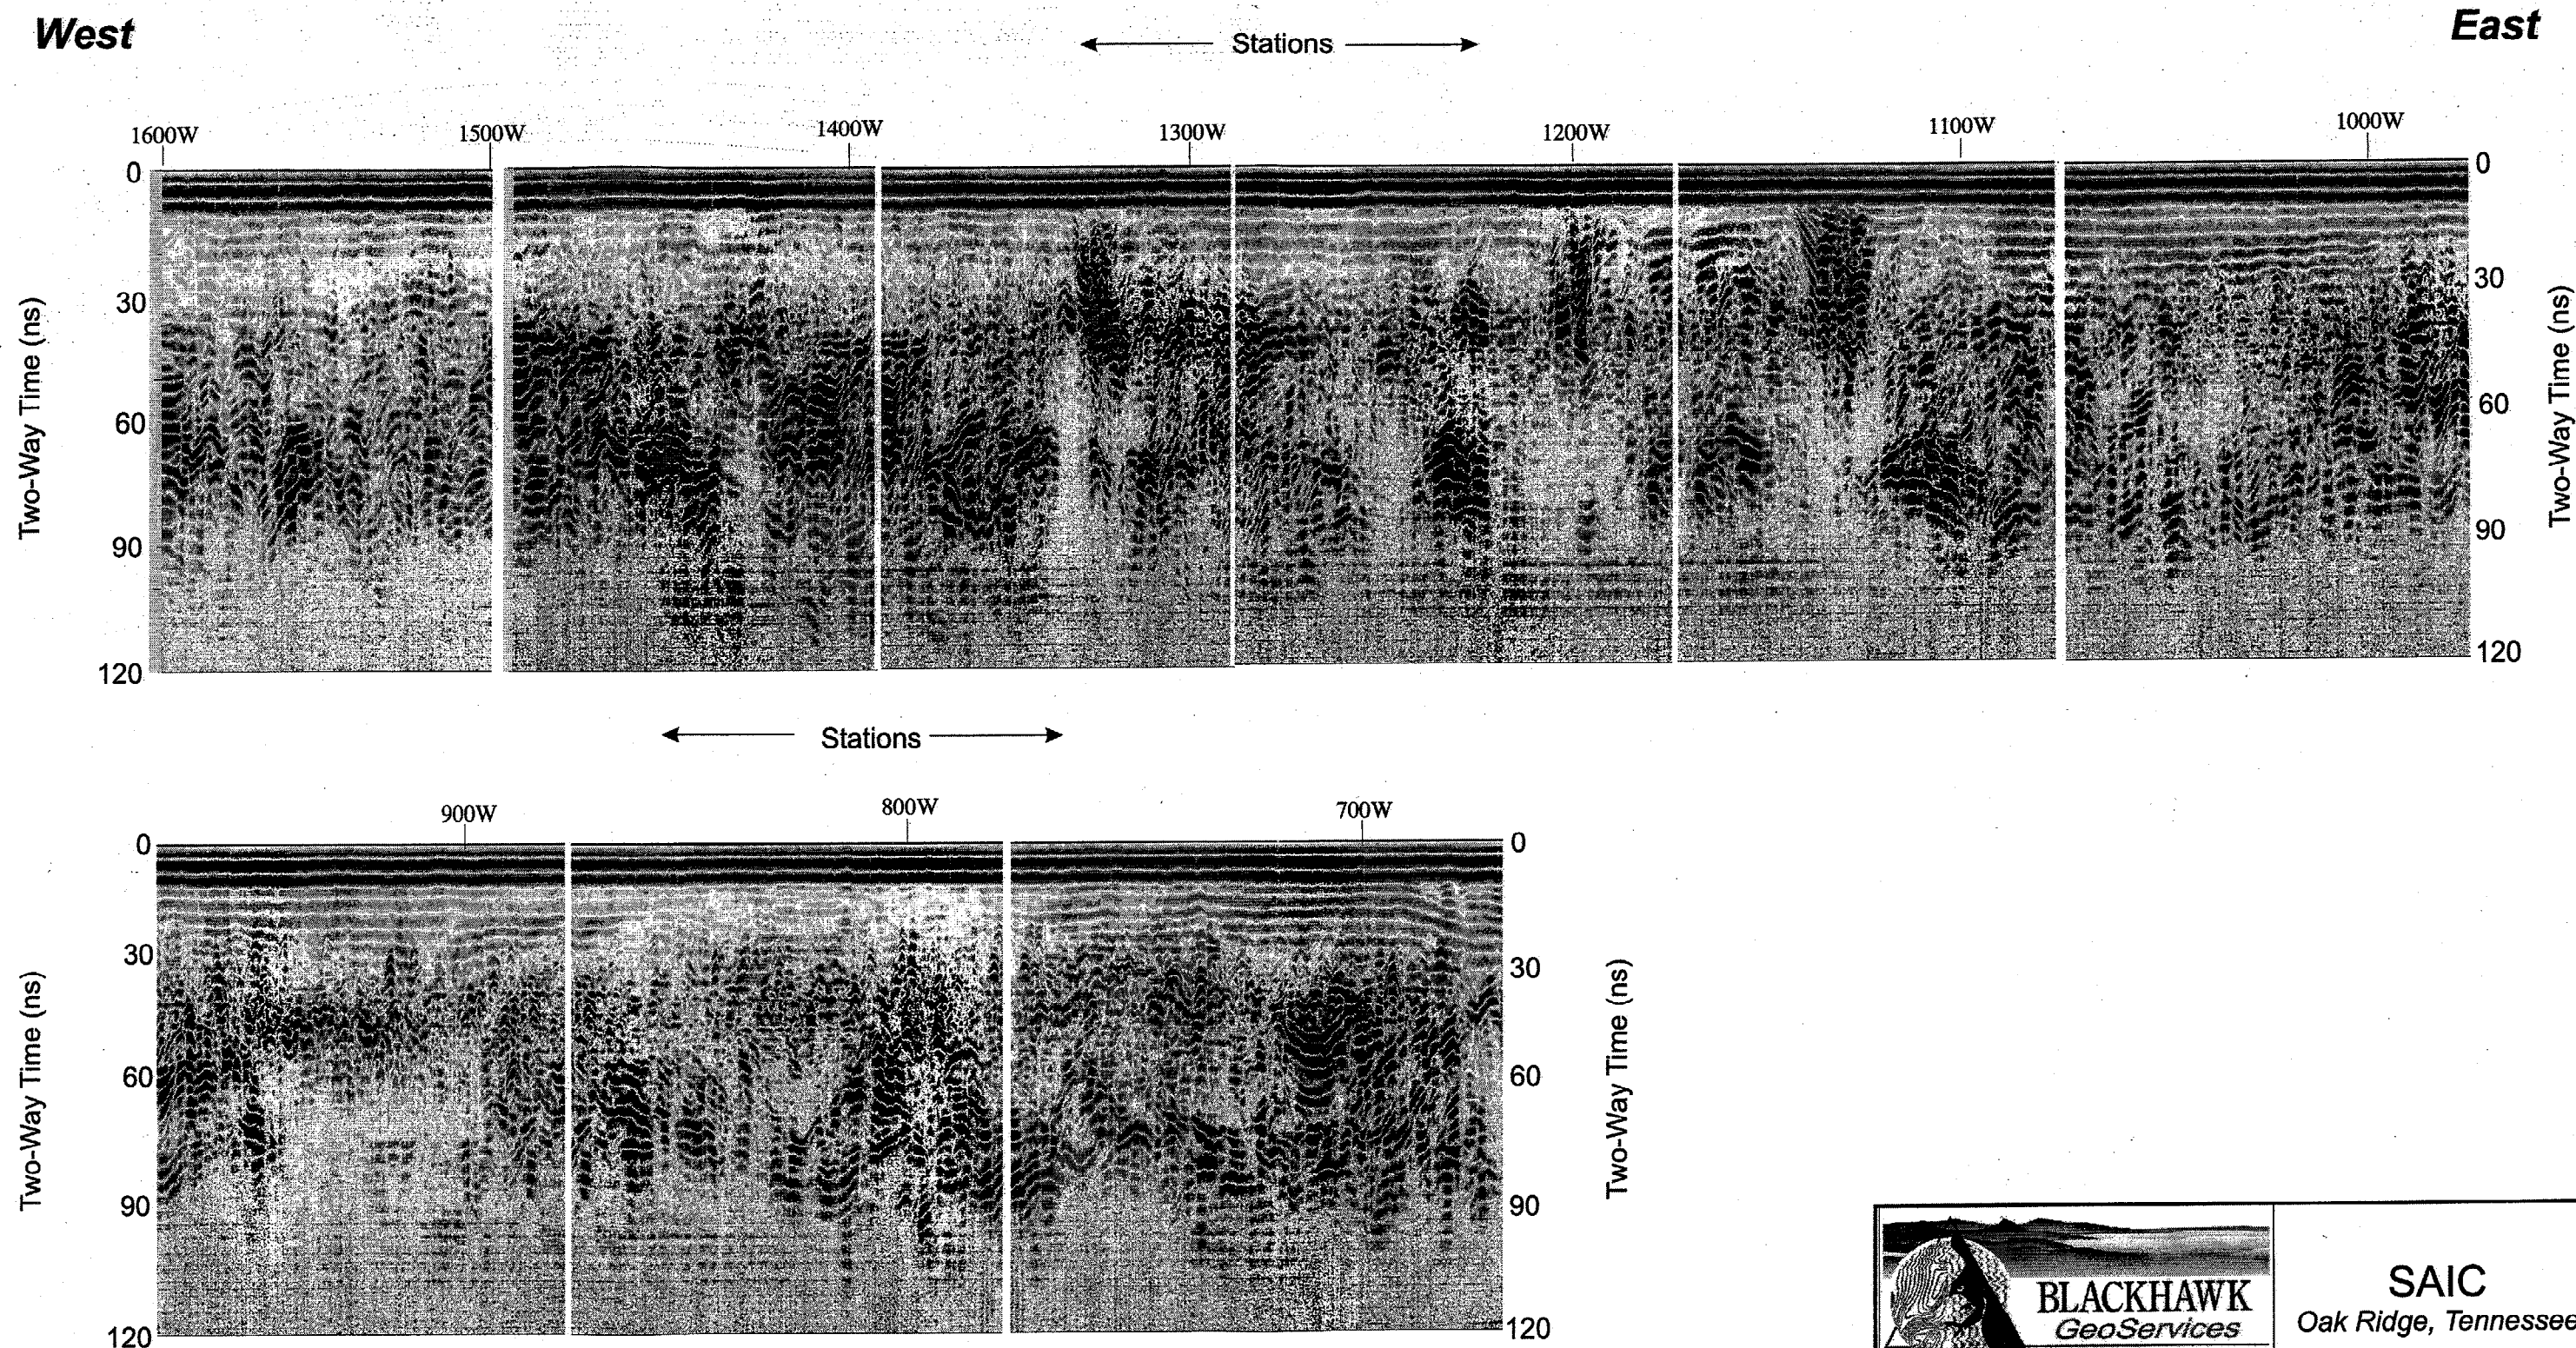 West
East
Stations
1600W 1500W 1400W 1300W 1200W 1100W 1000W
0 0
30 30
60 60
90 90
120 120
Two-Way Time (ns)
Two-Way Time (ns)
Stations
900W 800W 700W
0 0
30 30
60 60
90 90
120 120
Two-Way Time (ns)
Two-Way Time (ns)
BLACKHAWK
GeoServices
SAIC
Oak Ridge, Tennessee